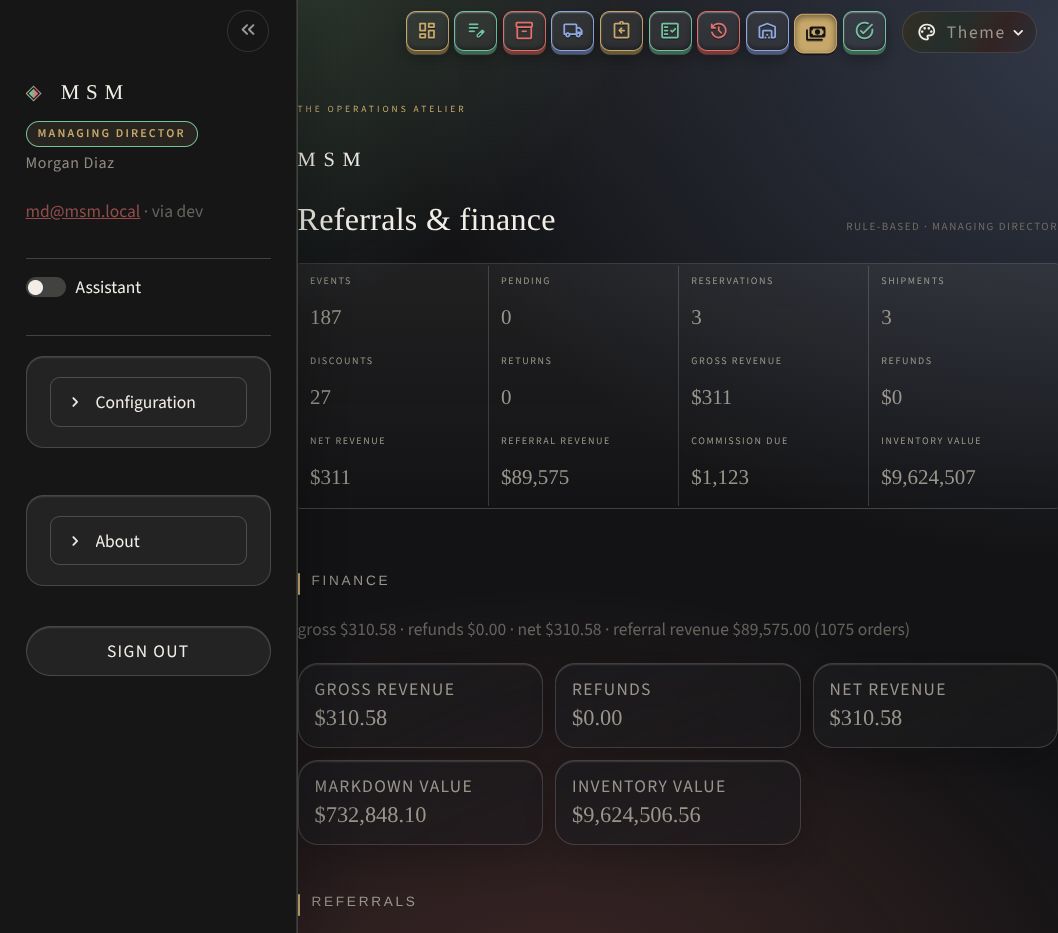 Theme
MSM
MANAGING DIRECTOR
Morgan Diaz
md@msm.local · via dev
Assistant
Configuration
About
SIGN OUT
THE OPERATIONS ATELIER
MSM
Referrals & finance
RULE-BASED · MANAGING DIRECTOR
EVENTS PENDING RESERVATIONS SHIPMENTS
187 0 3 3
DISCOUNTS RETURNS GROSS REVENUE REFUNDS
27 0 $311 $0
NET REVENUE REFERRAL REVENUE COMMISSION DUE INVENTORY VALUE
$311 $89,575 $1,123 $9,624,507
FINANCE
gross $310.58 · refunds $0.00 · net $310.58 · referral revenue $89,575.00 (1075 orders)
GROSS REVENUE REFUNDS NET REVENUE
$310.58 $0.00 $310.58
MARKDOWN VALUE INVENTORY VALUE
$732,848.10 $9,624,506.56
REFERRALS